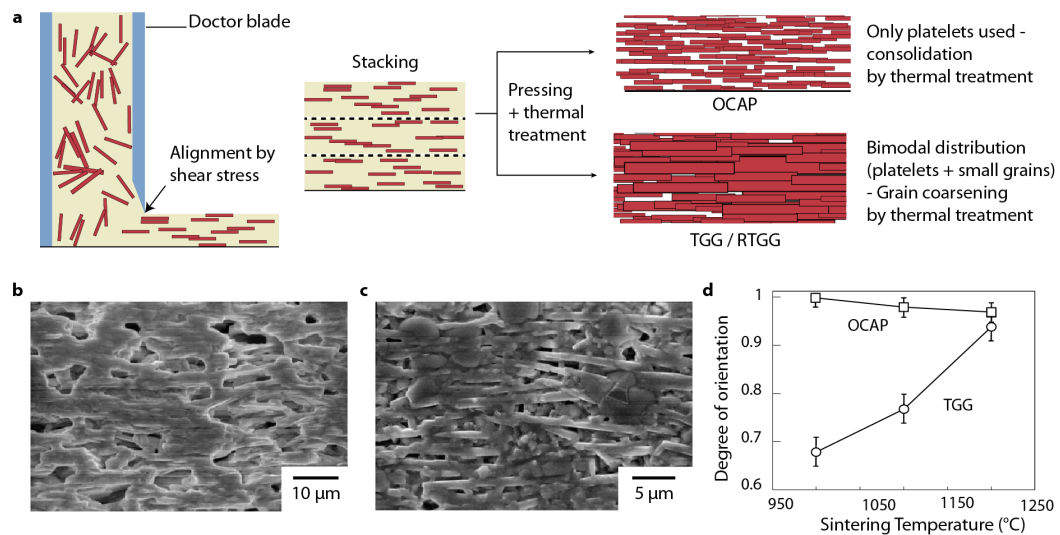 a
Doctor blade
Alignment by
shear stress
Stacking
Pressing
+ thermal
treatment
OCAP
Only platelets used -
consolidation
by thermal treatment
TGG / RTGG
Bimodal distribution
(platelets + small grains)
- Grain coarsening
by thermal treatment
b
10 μm
c
5 μm
d
Degree of orientation
1
0.9
0.8
0.7
0.6
OCAP
TGG
950
1050
1150
1250
Sintering Temperature (°C)